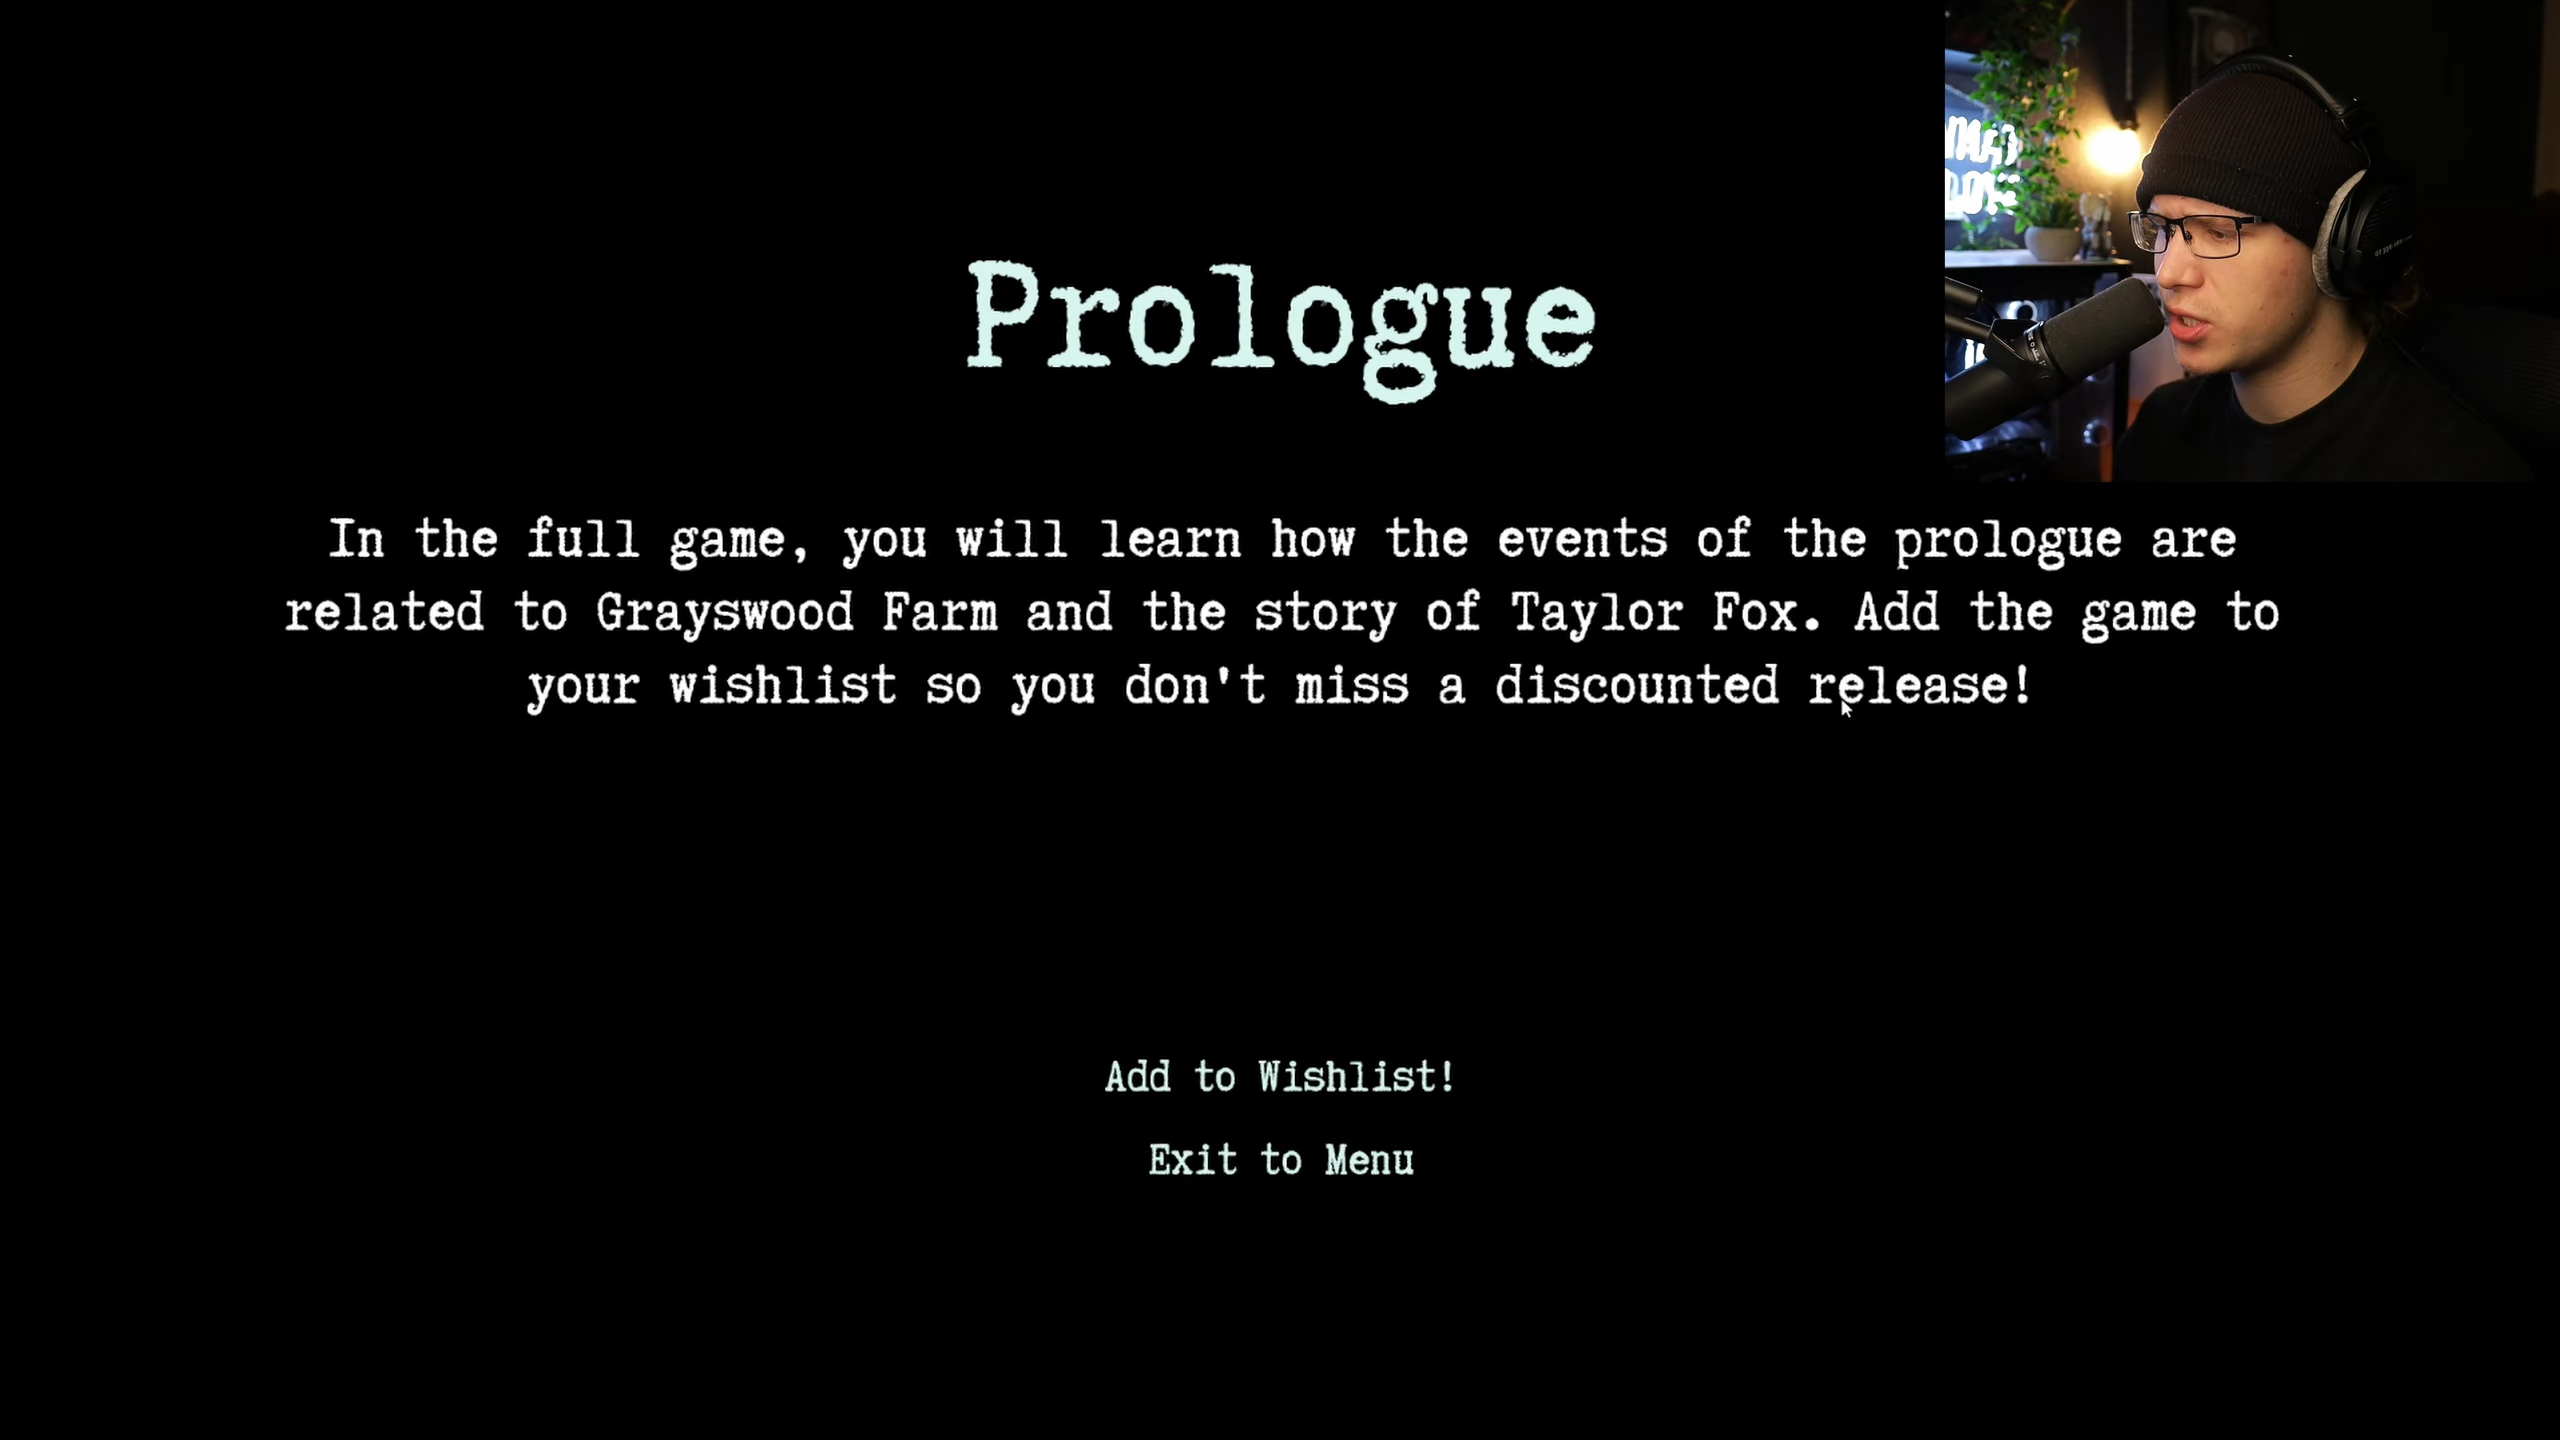 Prologue
In the full game, you will learn how the events of the prologue are
related to Grayswood Farm and the story of Taylor Fox. Add the game to
your wishlist so you don't miss a discounted release!
Add to Wishlist!
Exit to Menu